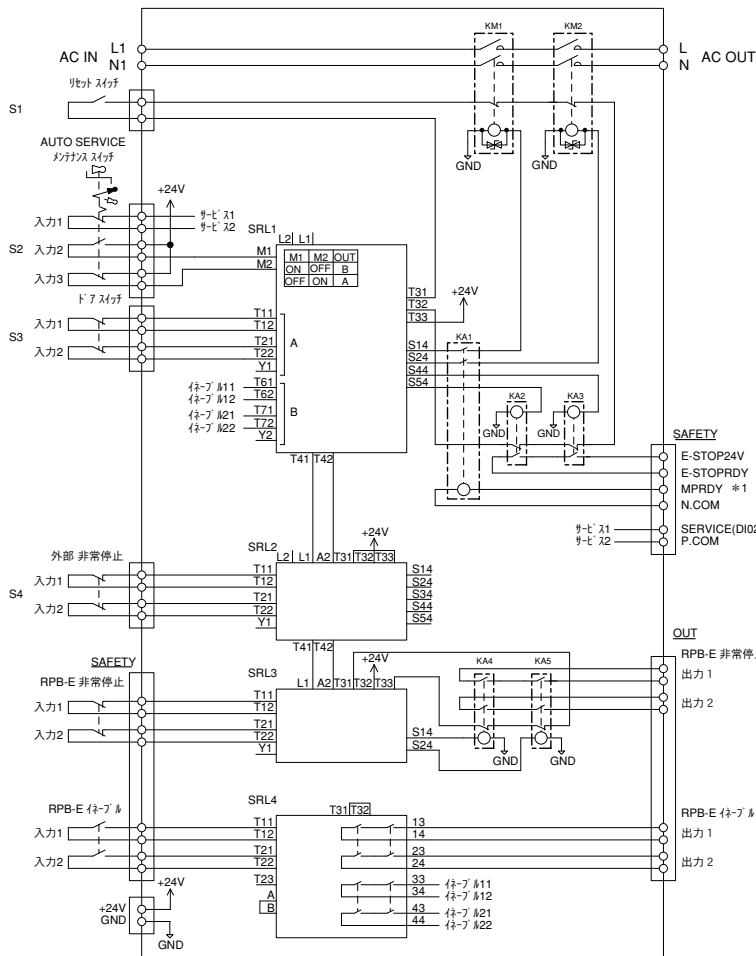 KM1
KM2
AC IN
L1
N1
L
N
AC OUT
ﾘｾｯﾄ ｽｲｯﾁ
S1
GND
GND
AUTO SERVICE
ﾒﾝﾃﾅﾝｽ ｽｲｯﾁ
+24V
入力1
ｻｰﾋﾞｽ1
ｻｰﾋﾞｽ2
S2
入力2
入力3
SRL1
L2
L1
M1
M2
M1 M2 OUT
ON OFF B
OFF ON A
T31
T32
T33
+24V
ﾄﾞｱ ｽｲｯﾁ
S3
入力1
入力2
T11
T12
T21
T22
Y1
A
S14
S24
S44
S54
KA1
KA2
KA3
GND
GND
ｲﾈｰﾌﾞﾙ11
ｲﾈｰﾌﾞﾙ12
ｲﾈｰﾌﾞﾙ21
ｲﾈｰﾌﾞﾙ22
T61
T62
T71
T72
Y2
B
T41 T42
SAFETY
E-STOP24V
E-STOPRDY
MPRDY ＊1
N.COM
ｻｰﾋﾞｽ1
SERVICE(DI02
ｻｰﾋﾞｽ2
P.COM
外部 非常停止
S4
入力1
入力2
SRL2
L2
L1
A2
T31
T32
T33
+24V
T11
T12
T21
T22
Y1
S14
S24
S34
S44
S54
T41 T42
SAFETY
RPB-E 非常停止
入力1
入力2
SRL3
L1
A2
T31
T32
T33
+24V
T11
T12
T21
T22
Y1
S14
S24
KA4
KA5
GND
GND
OUT
RPB-E 非常停
出力 1
出力 2
RPB-E ｲﾈｰﾌﾞﾙ
入力1
入力2
SRL4
T31
T32
T11
T12
T21
T22
T23
A
B
13
14
23
24
33
34
43
44
ｲﾈｰﾌﾞﾙ11
ｲﾈｰﾌﾞﾙ12
ｲﾈｰﾌﾞﾙ21
ｲﾈｰﾌﾞﾙ22
RPB-E ｲﾈｰﾌﾞﾙ
出力 1
出力 2
+24V
GND
+24V
GND